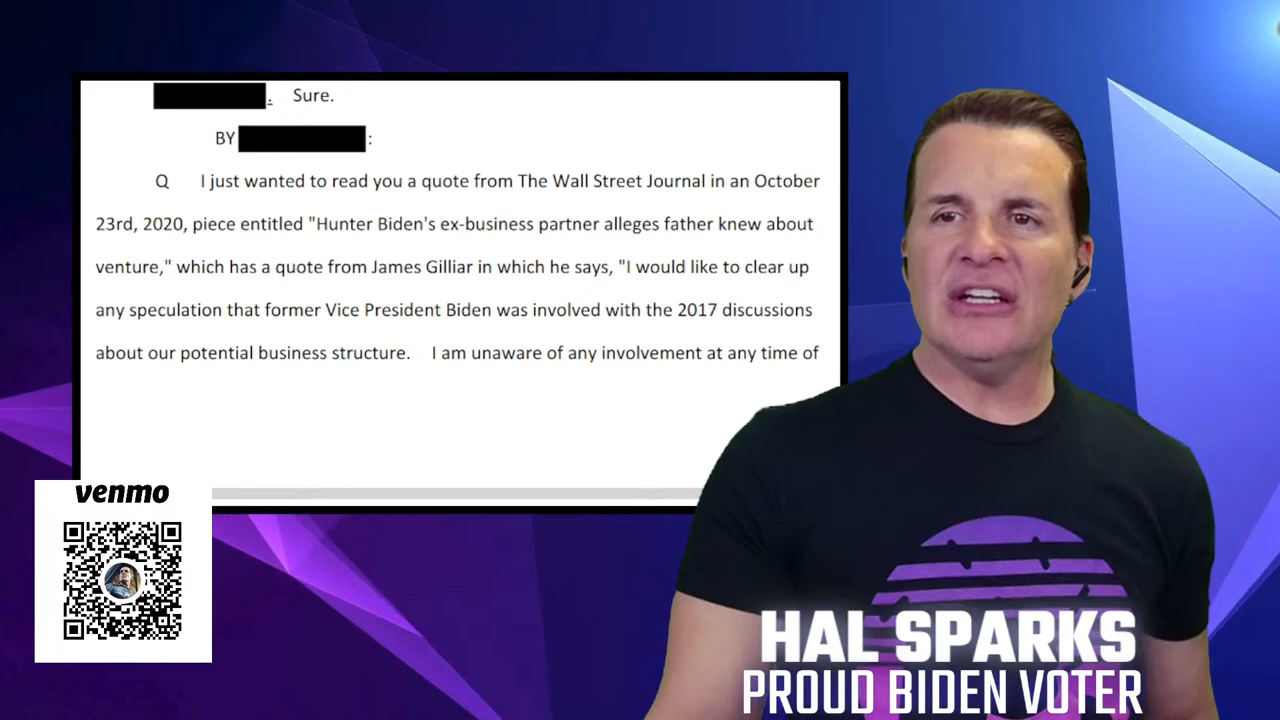 . Sure.
BY :
Q I just wanted to read you a quote from The Wall Street Journal in an October
23rd, 2020, piece entitled "Hunter Biden's ex-business partner alleges father knew about
venture," which has a quote from James Gilliar in which he says, "I would like to clear up
any speculation that former Vice President Biden was involved with the 2017 discussions
about our potential business structure. I am unaware of any involvement at any time of
venmo
HAL SPARKS
PROUD BIDEN VOTER